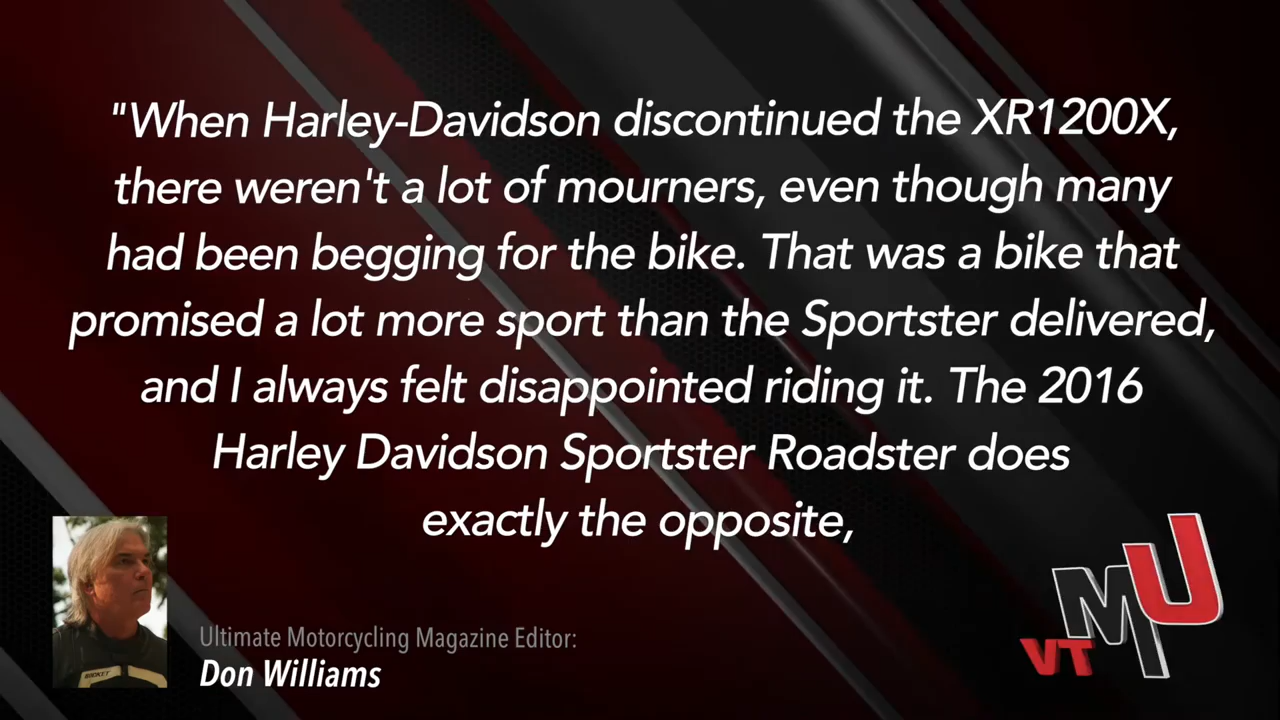 "When Harley-Davidson discontinued the XR1200X,
there weren't a lot of mourners, even though many
had been begging for the bike. That was a bike that
promised a lot more sport than the Sportster delivered,
and I always felt disappointed riding it. The 2016
Harley Davidson Sportster Roadster does
exactly the opposite,
Ultimate Motorcycling Magazine Editor:
Don Williams
VTMU